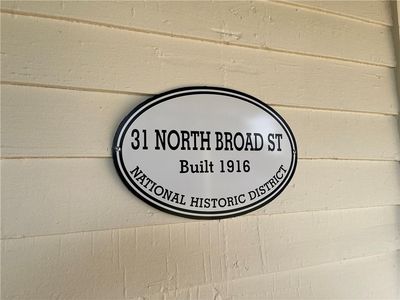 31 NORTH BROAD ST
Built 1916
NATIONAL HISTORIC DISTRICT